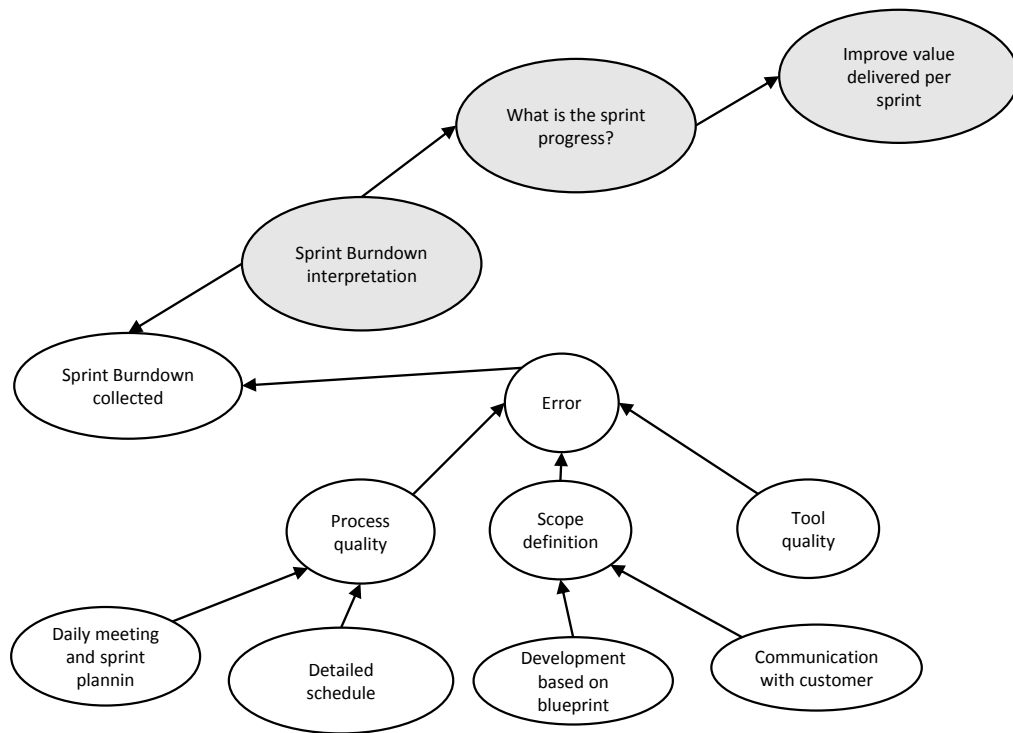 Improve value
delivered per
sprint
What is the sprint
progress?
Sprint Burndown
interpretation
Sprint Burndown
collected
Error
Process
quality
Scope
definition
Tool
quality
Daily meeting
and sprint
plannin
Detailed
schedule
Development
based on
blueprint
Communication
with customer